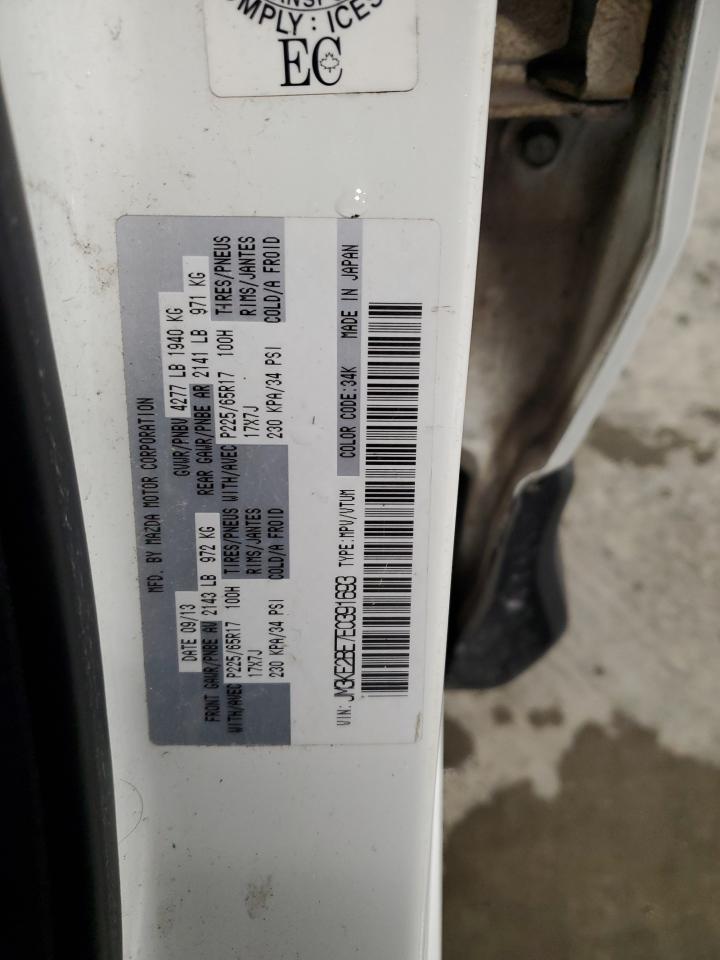 TRANSPO
COMPLY: ICES
EC
MFD. BY MAZDA MOTOR CORPORATION
DATE 09/13 GVWR/PNBV 4277 LB 1940 KG
FRONT GAWR/PNBE AV 2143 LB 972 KG REAR GAWR/PNBE AR 2141 LB 971 KG
WITH/AVEC P225/65R17 100H TIRES/PNEUS WITH/AVEC P225/65R17 100H TIRES/PNEUS
17X7J RIMS/JANTES 17X7J RIMS/JANTES
230 KPA/34 PSI COLD/A FROID 230 KPA/34 PSI COLD/A FROID
VIN: JM3KE2BE7E0391693 TYPE:MPV/VTUM COLOR CODE:34K MADE IN JAPAN